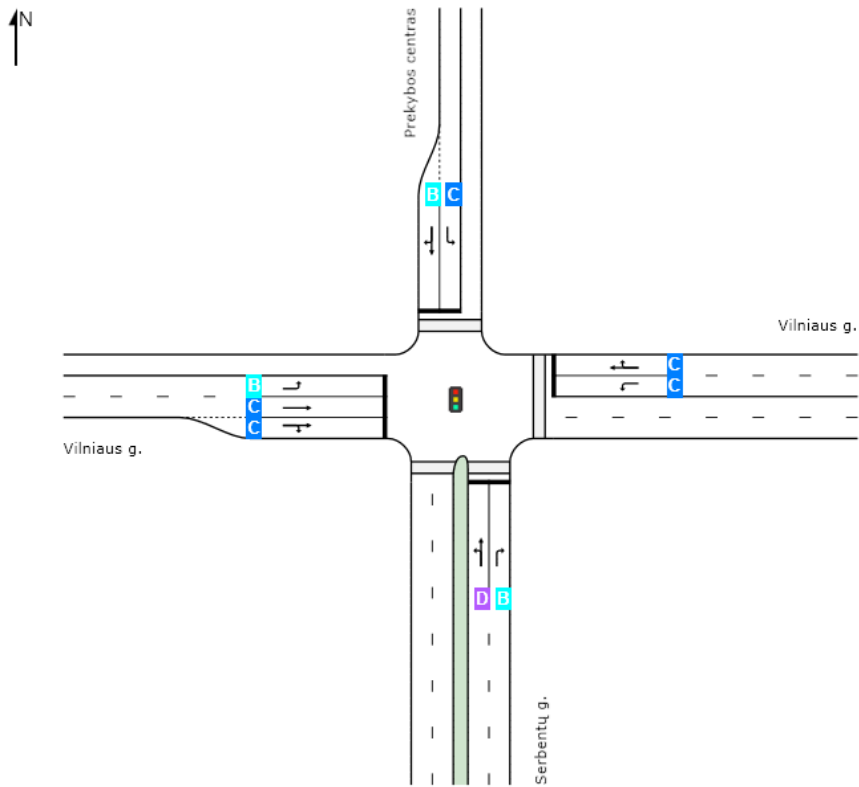 N
Prekybos centras
B C
Vilniaus g.
C
C
B
C
C
Vilniaus g.
D B
Serbentų g.